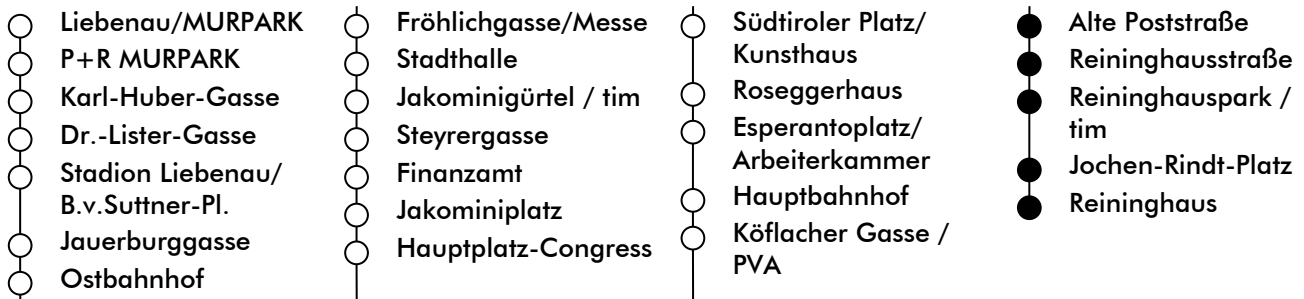 Liebenau/MURPARK
P+R MURPARK
Karl-Huber-Gasse
Dr.-Lister-Gasse
Stadion Liebenau/
B.v.Suttner-Pl.
Jauerburggasse
Ostbahnhof
Fröhlichgasse/Messe
Stadthalle
Jakominigürtel / tim
Steyrergasse
Finanzamt
Jakominiplatz
Hauptplatz-Congress
Südtiroler Platz/
Kunsthaus
Roseggerhaus
Esperantoplatz/
Arbeiterkammer
Hauptbahnhof
Köflacher Gasse /
PVA
Alte Poststraße
Reininghausstraße
Reininghauspark /
tim
Jochen-Rindt-Platz
Reininghaus